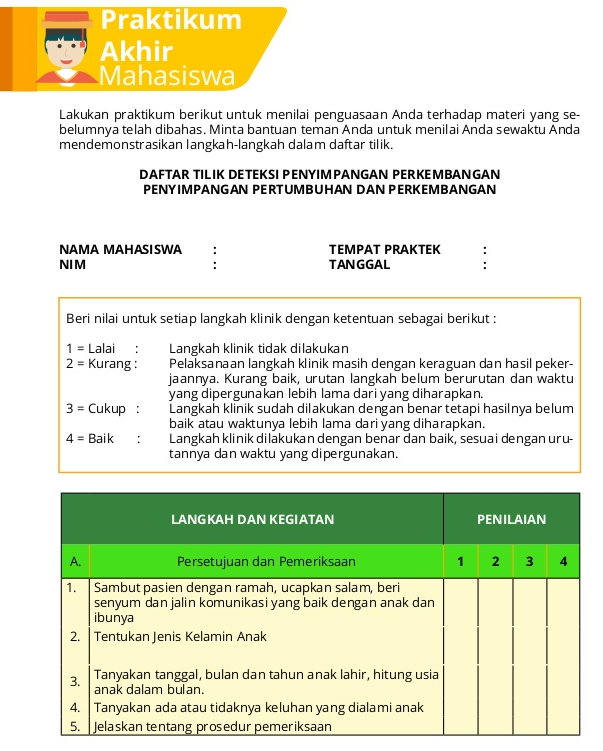 Praktikum
Akhir
Mahasiswa
Lakukan praktikum berikut untuk menilai penguasaan Anda terhadap materi yang se-
belumnya telah dibahas. Minta bantuan teman Anda untuk menilai Anda sewaktu Anda
mendemonstrasikan langkah-langkah dalam daftar tilik.
DAFTAR TILIK DETEKSI PENYIMPANGAN PERKEMBANGAN
PENYIMPANGAN PERTUMBUHAN DAN PERKEMBANGAN
NAMA MAHASISWA : TEMPAT PRAKTEK :
NIM : TANGGAL :
Beri nilai untuk setiap langkah klinik dengan ketentuan sebagai berikut :
1 = Lalai : Langkah klinik tidak dilakukan
2 = Kurang : Pelaksanaan langkah klinik masih dengan keraguan dan hasil peker-
jaannya. Kurang baik, urutan langkah belum berurutan dan waktu
yang dipergunakan lebih lama dari yang diharapkan.
3 = Cukup : Langkah klinik sudah dilakukan dengan benar tetapi hasilnya belum
baik atau waktunya lebih lama dari yang diharapkan.
4 = Baik : Langkah klinik dilakukan dengan benar dan baik, sesuai dengan uru-
tannya dan waktu yang dipergunakan.
LANGKAH DAN KEGIATAN PENILAIAN
A. Persetujuan dan Pemeriksaan 1 2 3 4
1. Sambut pasien dengan ramah, ucapkan salam, beri
senyum dan jalin komunikasi yang baik dengan anak dan
ibunya
2. Tentukan Jenis Kelamin Anak
3. Tanyakan tanggal, bulan dan tahun anak lahir, hitung usia
anak dalam bulan.
4. Tanyakan ada atau tidaknya keluhan yang dialami anak
5. Jelaskan tentang prosedur pemeriksaan